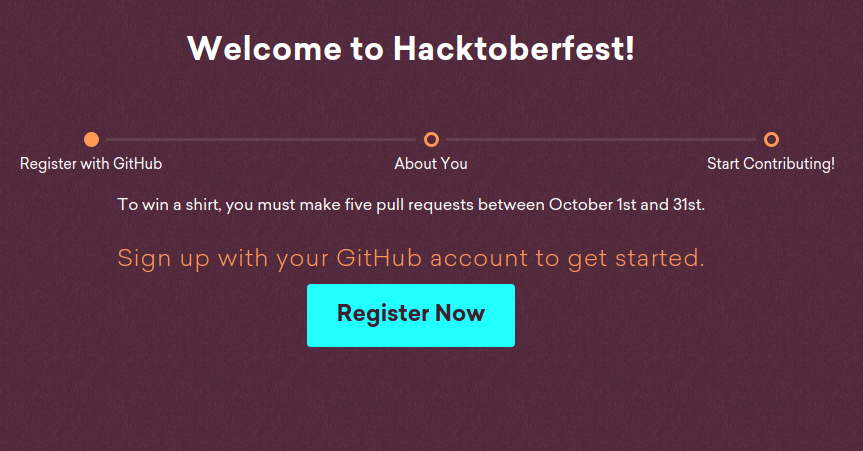 Welcome to Hacktoberfest!
Register with GitHub
About You
Start Contributing!
To win a shirt, you must make five pull requests between October 1st and 31st.
Sign up with your GitHub account to get started.
Register Now